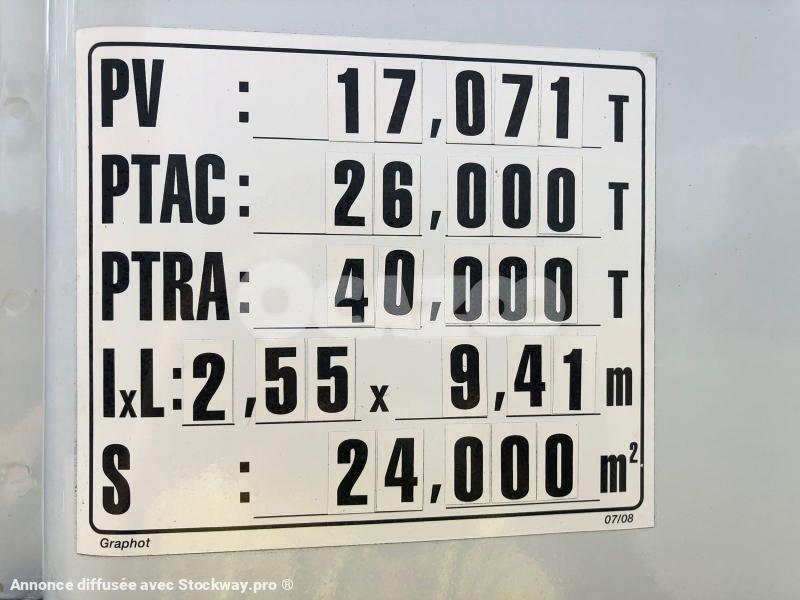 PV : 17,071 T
PTAC : 26,000 T
PTRA : 40,000 T
lxL : 2,55 x 9,41 m
S : 24,000 m²
Graphot 07/08
Annonce diffusée avec Stockway.pro ®